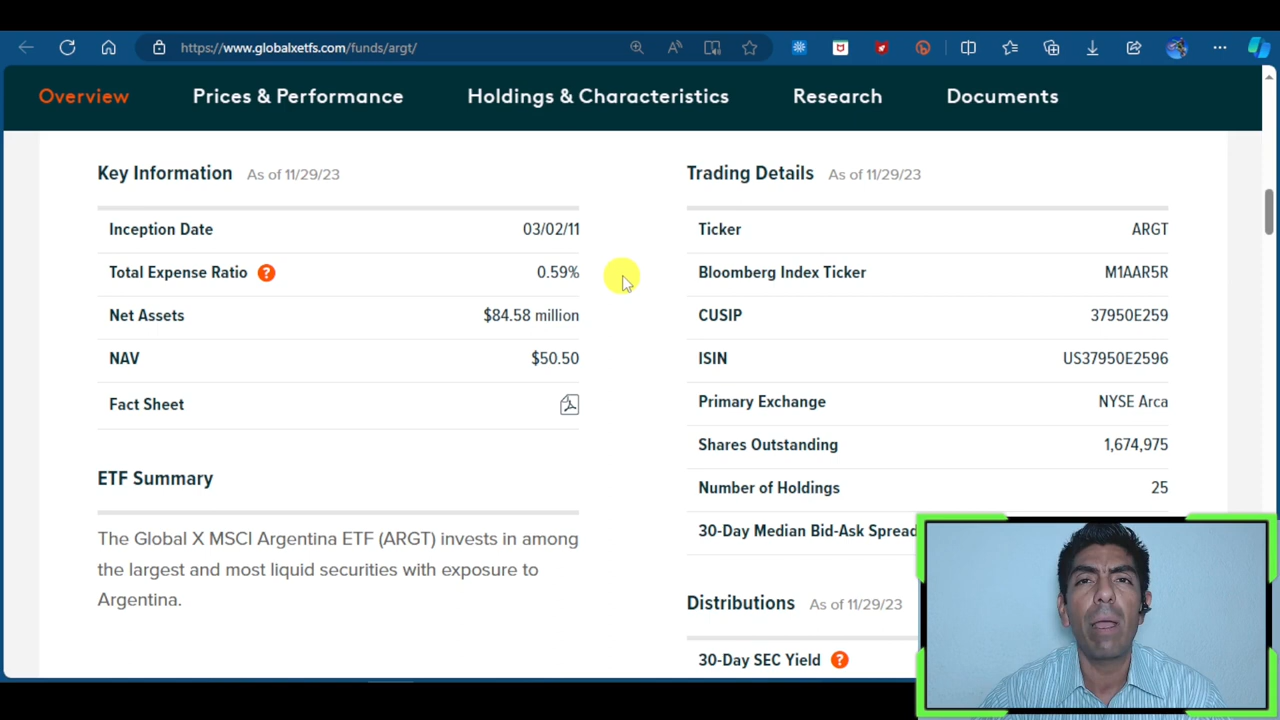 https://www.globalxetfs.com/funds/argt/
Overview
Prices & Performance
Holdings & Characteristics
Research
Documents
Key Information As of 11/29/23
Inception Date 03/02/11
Total Expense Ratio ? 0.59%
Net Assets $84.58 million
NAV $50.50
Fact Sheet
ETF Summary
The Global X MSCI Argentina ETF (ARGT) invests in among
the largest and most liquid securities with exposure to
Argentina.
Trading Details As of 11/29/23
Ticker ARGT
Bloomberg Index Ticker M1AAR5R
CUSIP 37950E259
ISIN US37950E2596
Primary Exchange NYSE Arca
Shares Outstanding 1,674,975
Number of Holdings 25
30-Day Median Bid-Ask Spread
Distributions As of 11/29/23
30-Day SEC Yield ?